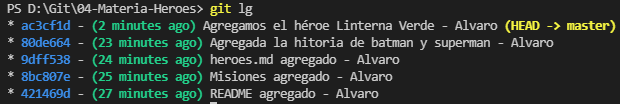 PS D:\Git\04-Materia-Heroes> git lg
* ac3cf1d - (2 minutes ago) Agregamos el héroe Linterna Verde - Alvaro (HEAD -> master)
* 80de664 - (23 minutes ago) Agregada la hitoria de batman y superman - Alvaro
* 9dff538 - (24 minutes ago) heroes.md agregado - Alvaro
* 8bc807e - (25 minutes ago) Misiones agregado - Alvaro
* 421469d - (27 minutes ago) README agregado - Alvaro